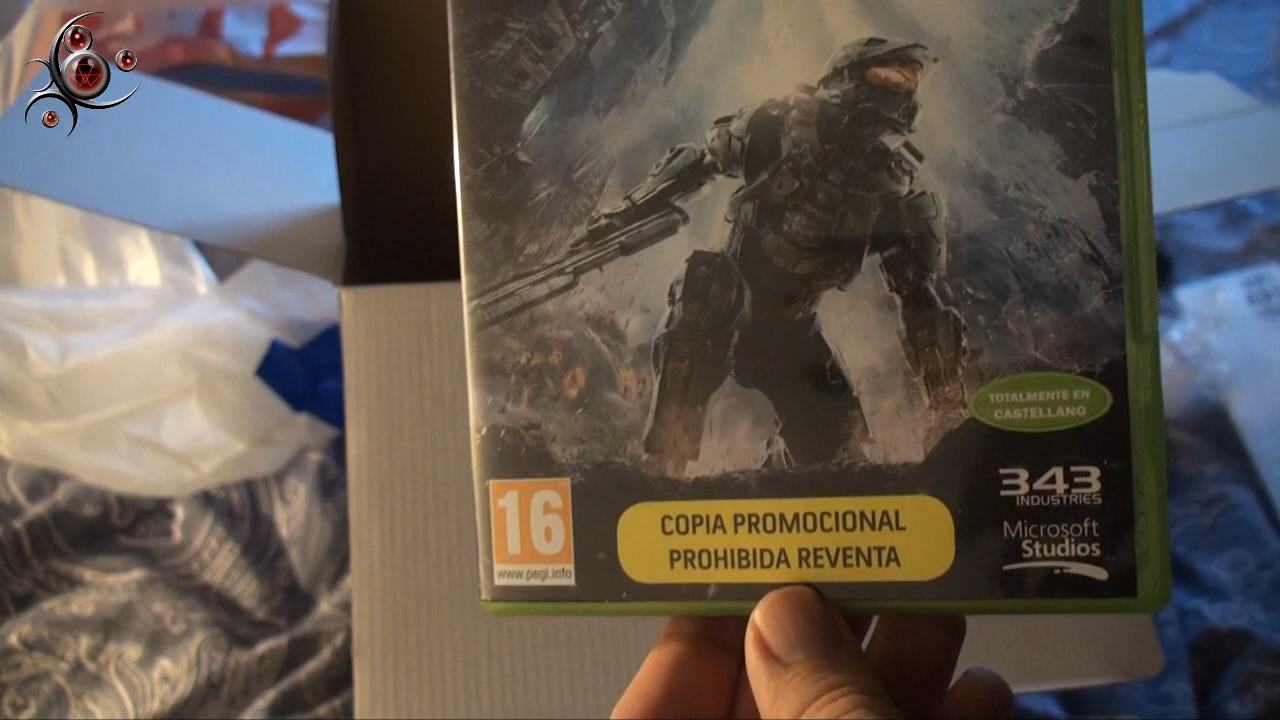 TOTALMENTE EN
CASTELLANO
343
INDUSTRIES
Microsoft
Studios
16
www.pegi.info
COPIA PROMOCIONAL
PROHIBIDA REVENTA